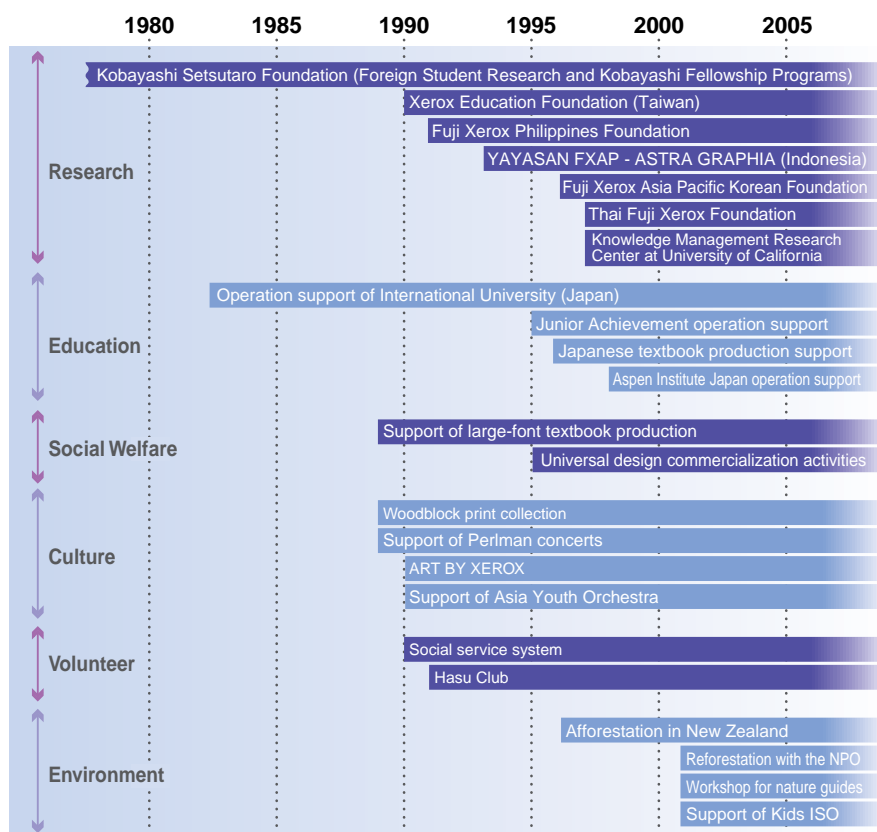 1980 1985 1990 1995 2000 2005
Research
Kobayashi Setsutaro Foundation (Foreign Student Research and Kobayashi Fellowship Programs)
Xerox Education Foundation (Taiwan)
Fuji Xerox Philippines Foundation
YAYASAN FXAP - ASTRA GRAPHIA (Indonesia)
Fuji Xerox Asia Pacific Korean Foundation
Thai Fuji Xerox Foundation
Knowledge Management Research
Center at University of California
Education
Operation support of International University (Japan)
Junior Achievement operation support
Japanese textbook production support
Aspen Institute Japan operation support
Social Welfare
Support of large-font textbook production
Universal design commercialization activities
Culture
Woodblock print collection
Support of Perlman concerts
ART BY XEROX
Support of Asia Youth Orchestra
Volunteer
Social service system
Hasu Club
Environment
Afforestation in New Zealand
Reforestation with the NPO
Workshop for nature guides
Support of Kids ISO